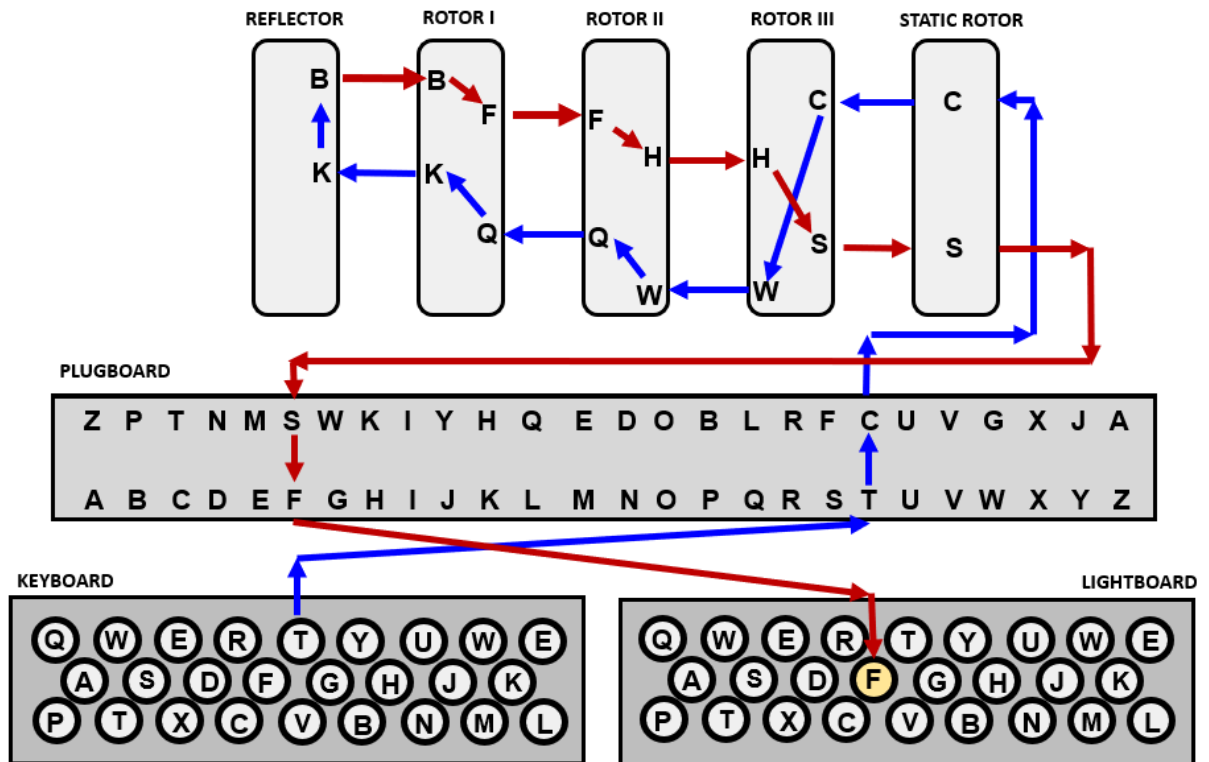 REFLECTOR ROTOR I ROTOR II ROTOR III STATIC ROTOR
B B F F H H C C
K K Q Q W W S S
PLUGBOARD
Z P T N M S W K I Y H Q E D O B L R F C U V G X J A
A B C D E F G H I J K L M N O P Q R S T U V W X Y Z
KEYBOARD
Q W E R T Y U W E
A S D F G H J K
P T X C V B N M L
LIGHTBOARD
Q W E R T Y U W E
A S D F G H J K
P T X C V B N M L